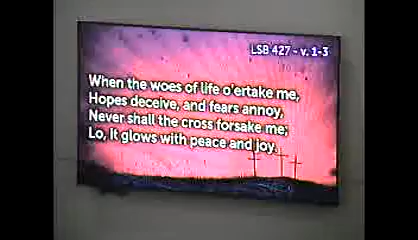 LSB 427 - v. 1-3
When the woes of life o'ertake me,
Hopes deceive, and fears annoy,
Never shall the cross forsake me;
Lo, it glows with peace and joy.